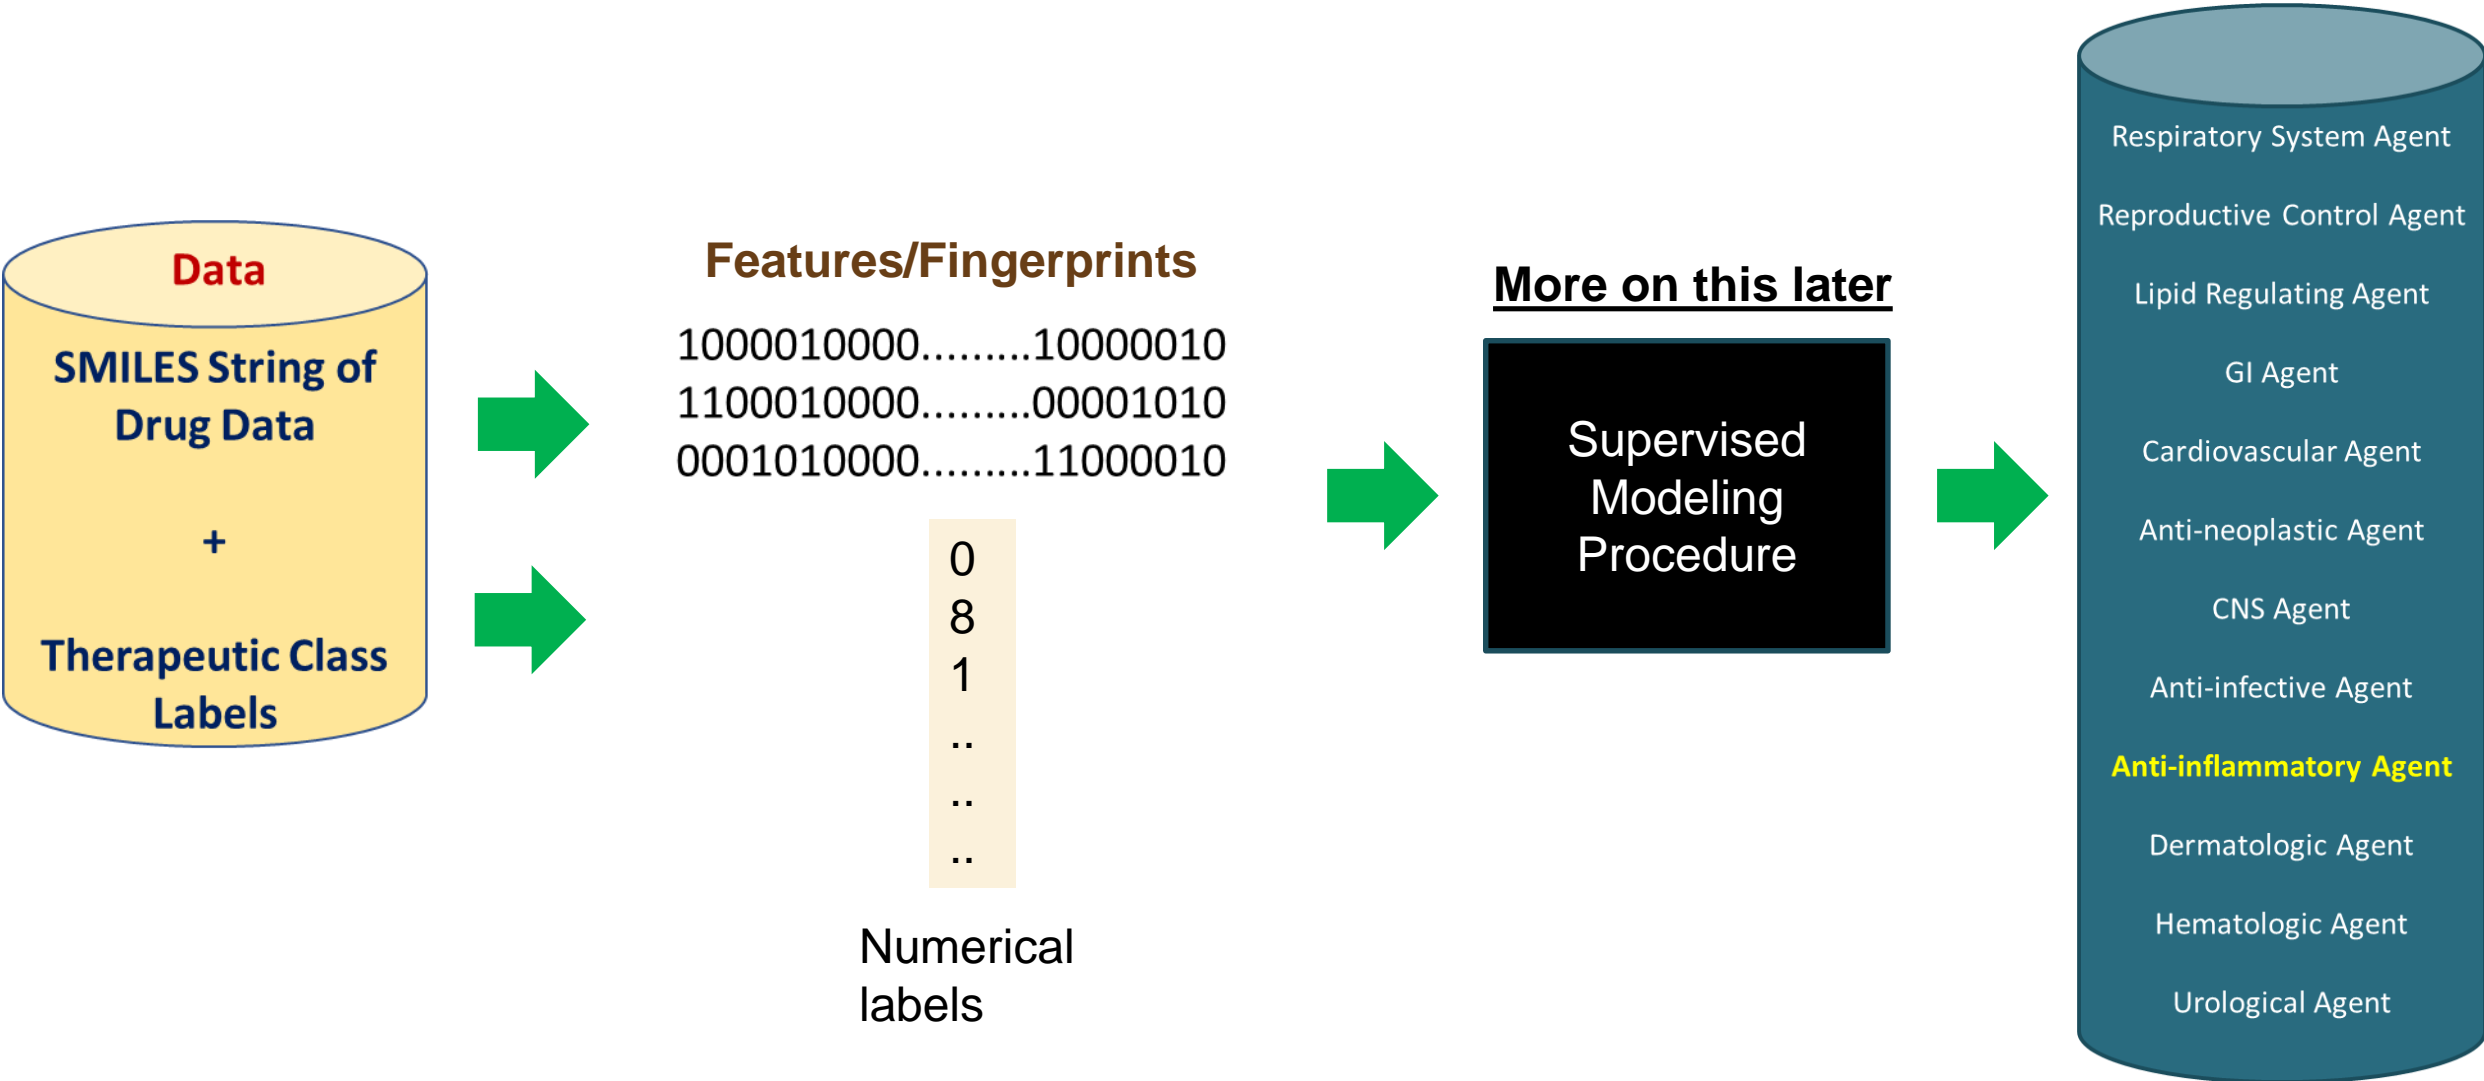 Data
SMILES String of
Drug Data
+
Therapeutic Class
Labels
Features/Fingerprints
1000010000.........10000010
1100010000.........00001010
0001010000.........11000010
0
8
1
..
..
..
Numerical
labels
More on this later
Supervised
Modeling
Procedure
Respiratory System Agent
Reproductive Control Agent
Lipid Regulating Agent
GI Agent
Cardiovascular Agent
Anti-neoplastic Agent
CNS Agent
Anti-infective Agent
Anti-inflammatory Agent
Dermatologic Agent
Hematologic Agent
Urological Agent